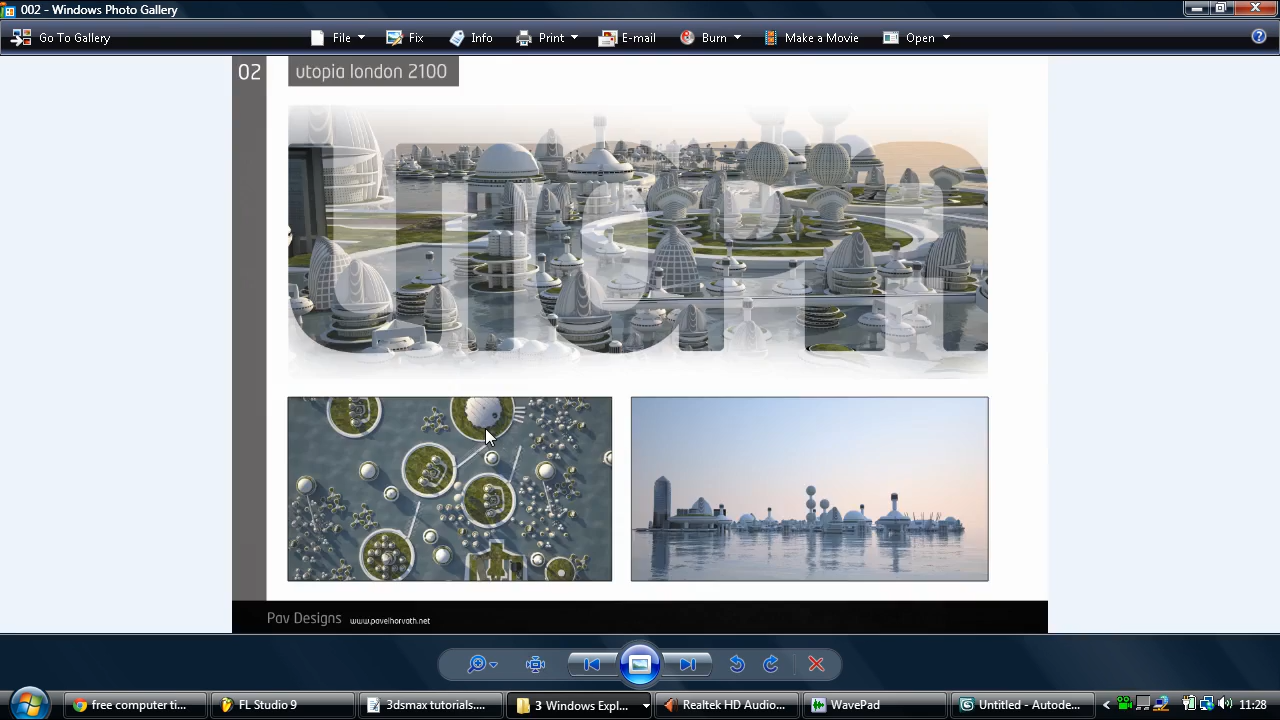 002 - Windows Photo Gallery
Go To Gallery
File
Fix
Info
Print
E-mail
Burn
Make a Movie
Open
02
utopia london 2100
UTOPIA
Pav Designs www.pavelhorvath.net
free computer ti...
FL Studio 9
3dsmax tutorials....
3 Windows Expl...
Realtek HD Audio...
WavePad
Untitled - Autode...
11:28